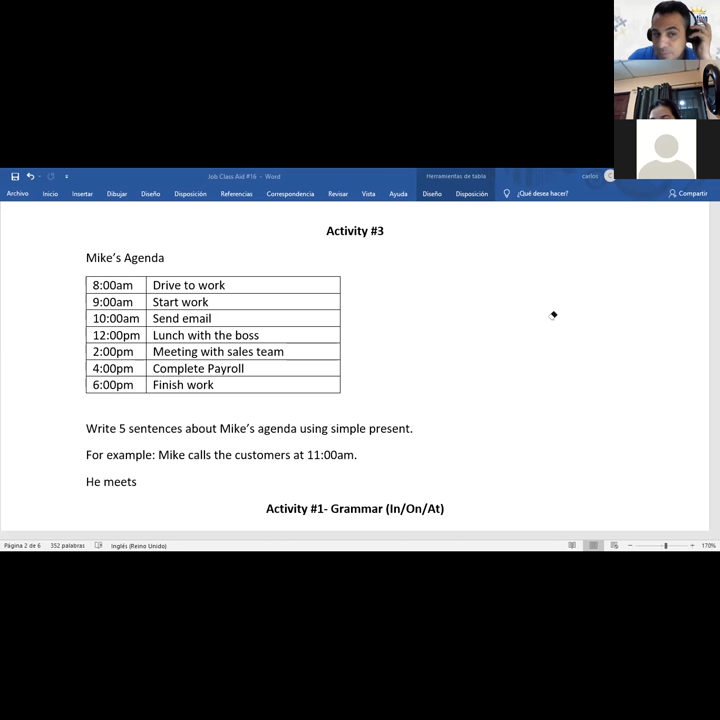 Job Class Aid #16 - Word
Herramientas de tabla
carlos
Archivo Inicio Insertar Dibujar Diseño Disposición Referencias Correspondencia Revisar Vista Ayuda Diseño Disposición ¿Qué desea hacer? Compartir
Activity #3
Mike's Agenda
8:00am Drive to work
9:00am Start work
10:00am Send email
12:00pm Lunch with the boss
2:00pm Meeting with sales team
4:00pm Complete Payroll
6:00pm Finish work
Write 5 sentences about Mike's agenda using simple present.
For example: Mike calls the customers at 11:00am.
He meets
Activity #1- Grammar (In/On/At)
Página 2 de 6 352 palabras Inglés (Reino Unido) 170%